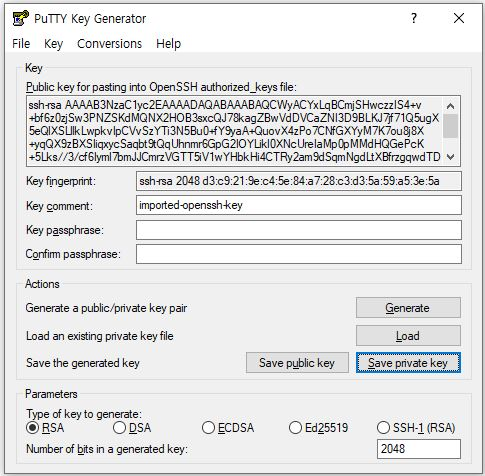 PuTTY Key Generator
File Key Conversions Help
Key
Public key for pasting into OpenSSH authorized_keys file:
ssh-rsa AAAAB3NzaC1yc2EAAAADAQABAAABAQCWyACYxLqBCmjSHwczzIS4+v
+bf6z0zjSw3PNZSKdMQNX2HOB3sxcQJ78kagZBwVdDVCaZNI3D9BLKJ7jf71Q5ugX
5eQlXSLIlkLwpkvIpCVvSzYTi3N5Bu0+fY9yaA+QuovX4zPo7CNfGXYyM7K7ou8j8X
+yqQX9zBXSIiqxycSaqbt9tQqUhnmr6GpG2lOYLikI0XNcUreIaMp0pMMdHQGePcK
+5Lks//3/cf6lyml7bmJJCmrzVGTT5iV1wYHbkHi4CTRy2am9dSqmNgdLtXBfrzgqwdTD
Key fingerprint: ssh-rsa 2048 d3:c9:21:9e:c4:5e:84:a7:28:c3:d3:5a:59:a5:3e:5a
Key comment: imported-openssh-key
Key passphrase:
Confirm passphrase:
Actions
Generate a public/private key pair Generate
Load an existing private key file Load
Save the generated key Save public key Save private key
Parameters
Type of key to generate:
RSA DSA ECDSA Ed25519 SSH-1 (RSA)
Number of bits in a generated key: 2048